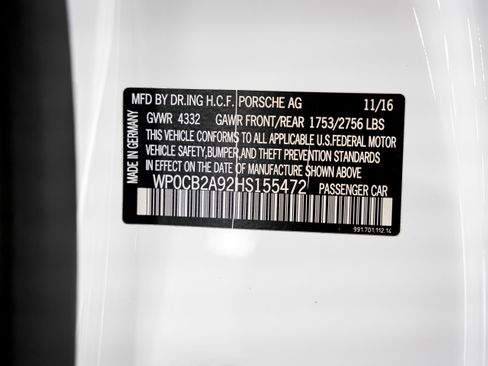 MFD BY DR.ING H.C.F. PORSCHE AG 11/16
GVWR 4332 GAWR FRONT/REAR 1753/2756 LBS
THIS VEHICLE CONFORMS TO ALL APPLICABLE U.S.FEDERAL MOTOR
VEHICLE SAFETY,BUMPER,AND THEFT PREVENTION STANDARDS
IN EFFECT ON THE DATE OF MANUFACTURE SHOWN ABOVE
WP0CB2A92HS155472 PASSENGER CAR
991.701.112.14
MADE IN GERMANY